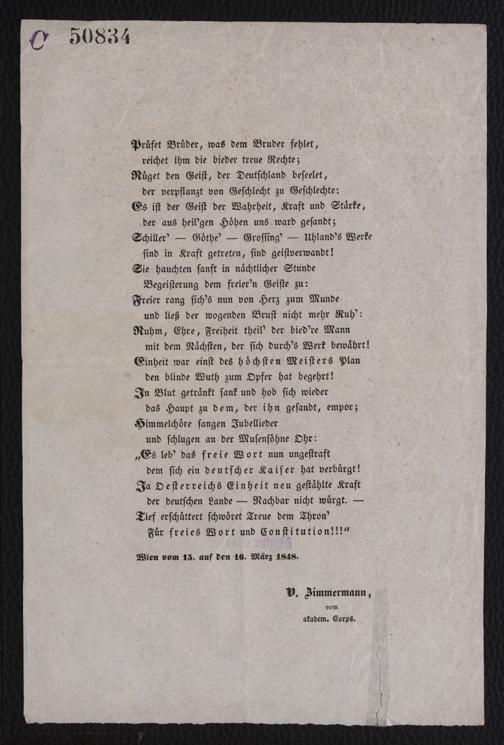 C 50834
Prüfet Brüder, was dem Bruder fehlet,
reichet ihm die bieder treue Rechte;
Rüget den Geist, der Deutschland beseelet,
der verpflanzt von Geschlecht zu Geschlechte:
Es ist der Geist der Wahrheit, Kraft und Stärke,
der aus heil'gen Höhen uns ward gesandt;
Schiller' — Göthe' — Grossing' — Uhland's Werke
sind in Kraft getreten, sind geistverwandt!
Sie hauchten sanft in nächtlicher Stunde
Begeisterung dem freier'n Geiste zu:
Freier rang sich's nun von Herz zum Munde
und ließ der wogenden Brust nicht mehr Ruh':
Ruhm, Ehre, Freiheit theil' der bied're Mann
mit dem Nächsten, der sich durch's Werk bewährt!
Einheit war einst des höchsten Meisters Plan
den blinde Wuth zum Opfer hat begehrt!
In Blut getränkt sank und hob sich wieder
das Haupt zu dem, der ihn gesandt, empor;
Himmelchöre sangen Jubellieder
und schlugen an der Musensöhne Ohr:
„Es leb' das freie Wort nun ungestraft
dem sich ein deutscher Kaiser hat verbürgt!
Ja Oesterreichs Einheit neu gestählte Kraft
der deutschen Lande — Nachbar nicht würgt. —
Tief erschüttert schwöret Treue dem Thron'
Für freies Wort und Constitution!!!"
Wien vom 15. auf den 16. März 1848.
V. Zimmermann,
vom
akadem. Corps.